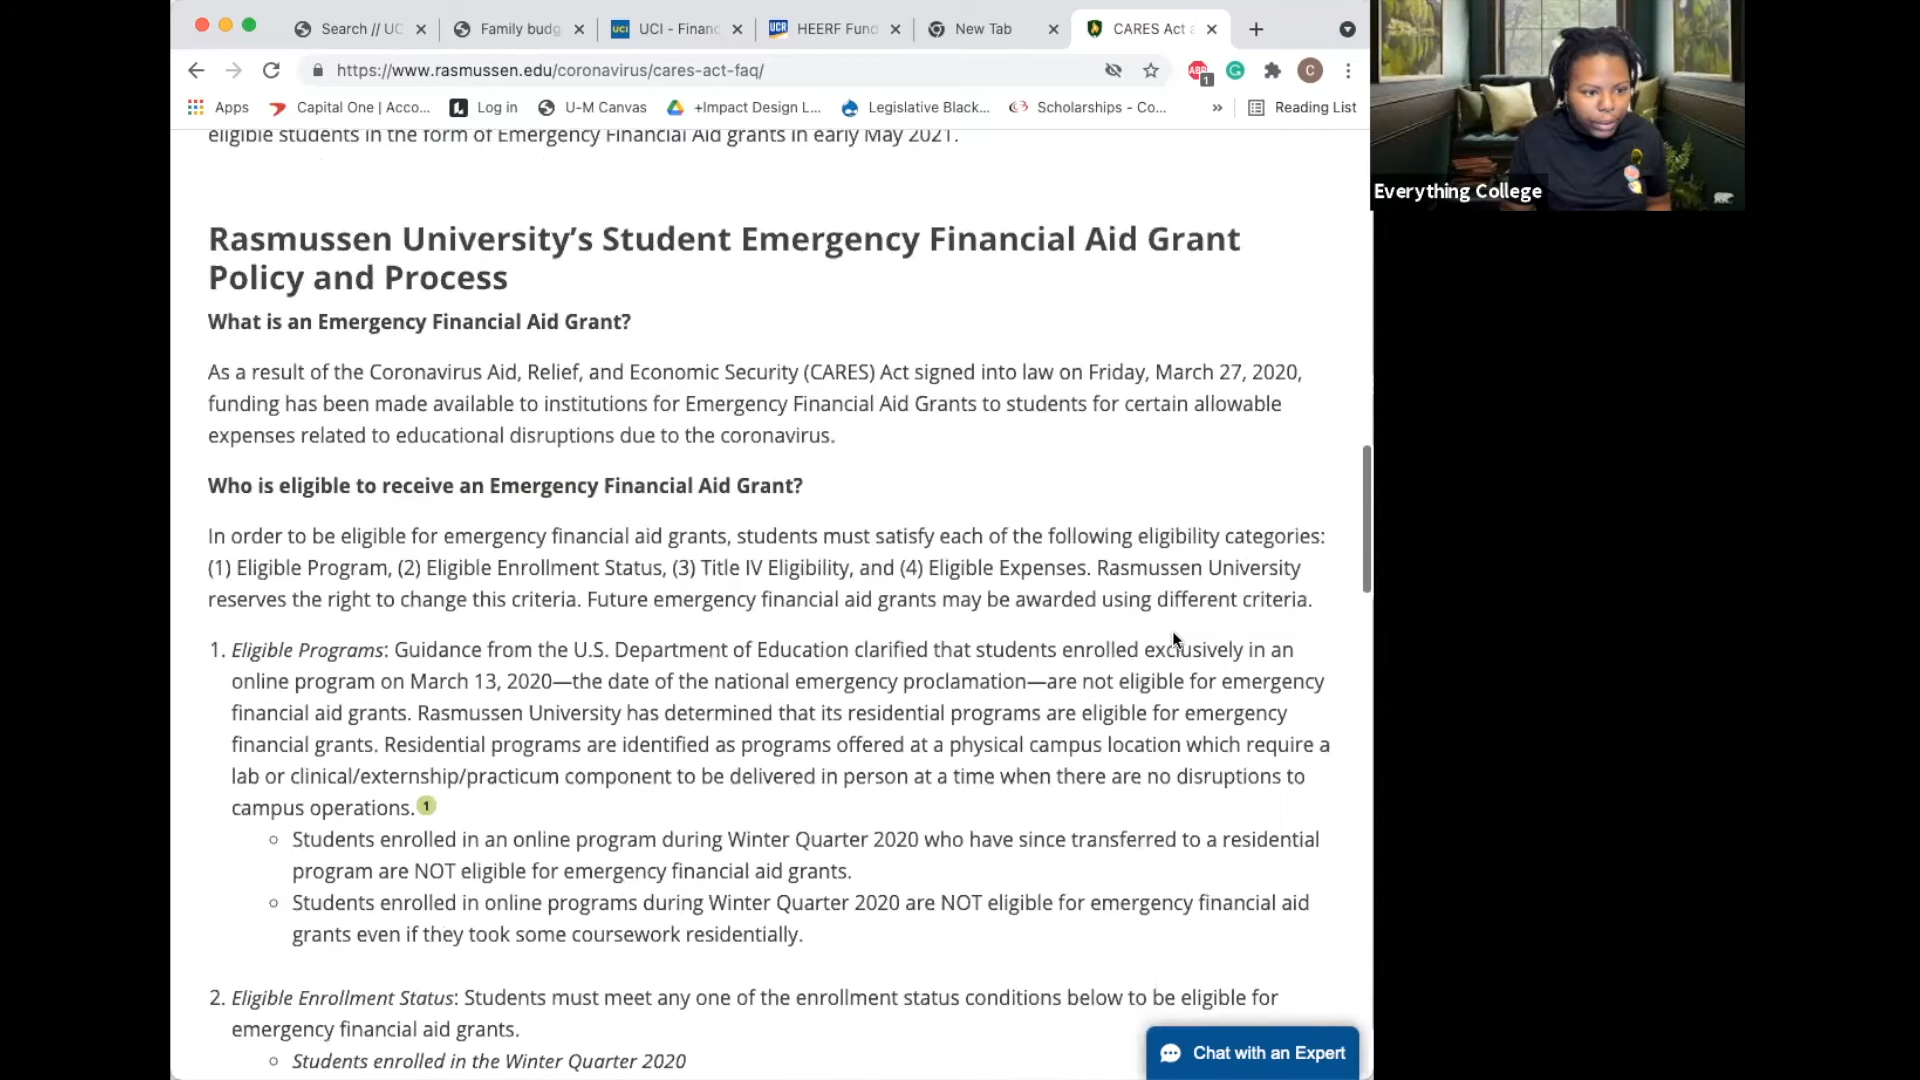 Search // UC
Family budg
UCI UCI - Financ
UCR HEERF Func
New Tab
CARES Act a
https://www.rasmussen.edu/coronavirus/cares-act-faq/
ABP 1
G
C
Apps
Capital One | Acco...
Log in
U-M Canvas
+Impact Design L...
Legislative Black...
Scholarships - Co...
»
Reading List
Everything College
eligible students in the form of Emergency Financial Aid grants in early May 2021.
Rasmussen University’s Student Emergency Financial Aid Grant
Policy and Process
What is an Emergency Financial Aid Grant?
As a result of the Coronavirus Aid, Relief, and Economic Security (CARES) Act signed into law on Friday, March 27, 2020,
funding has been made available to institutions for Emergency Financial Aid Grants to students for certain allowable
expenses related to educational disruptions due to the coronavirus.
Who is eligible to receive an Emergency Financial Aid Grant?
In order to be eligible for emergency financial aid grants, students must satisfy each of the following eligibility categories:
(1) Eligible Program, (2) Eligible Enrollment Status, (3) Title IV Eligibility, and (4) Eligible Expenses. Rasmussen University
reserves the right to change this criteria. Future emergency financial aid grants may be awarded using different criteria.
1. Eligible Programs: Guidance from the U.S. Department of Education clarified that students enrolled exclusively in an
online program on March 13, 2020—the date of the national emergency proclamation—are not eligible for emergency
financial aid grants. Rasmussen University has determined that its residential programs are eligible for emergency
financial grants. Residential programs are identified as programs offered at a physical campus location which require a
lab or clinical/externship/practicum component to be delivered in person at a time when there are no disruptions to
campus operations. 1
Students enrolled in an online program during Winter Quarter 2020 who have since transferred to a residential
program are NOT eligible for emergency financial aid grants.
Students enrolled in online programs during Winter Quarter 2020 are NOT eligible for emergency financial aid
grants even if they took some coursework residentially.
2. Eligible Enrollment Status: Students must meet any one of the enrollment status conditions below to be eligible for
emergency financial aid grants.
Students enrolled in the Winter Quarter 2020
Chat with an Expert